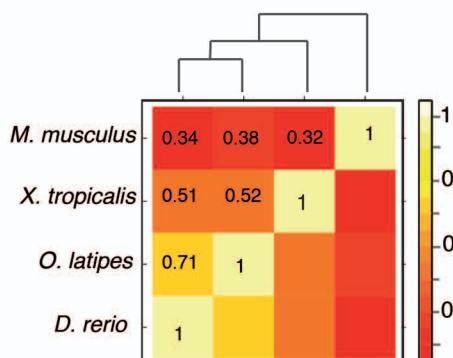 M. musculus 0.34 0.38 0.32 1
X. tropicalis 0.51 0.52 1
O. latipes 0.71 1
D. rerio 1
1
0
0
0